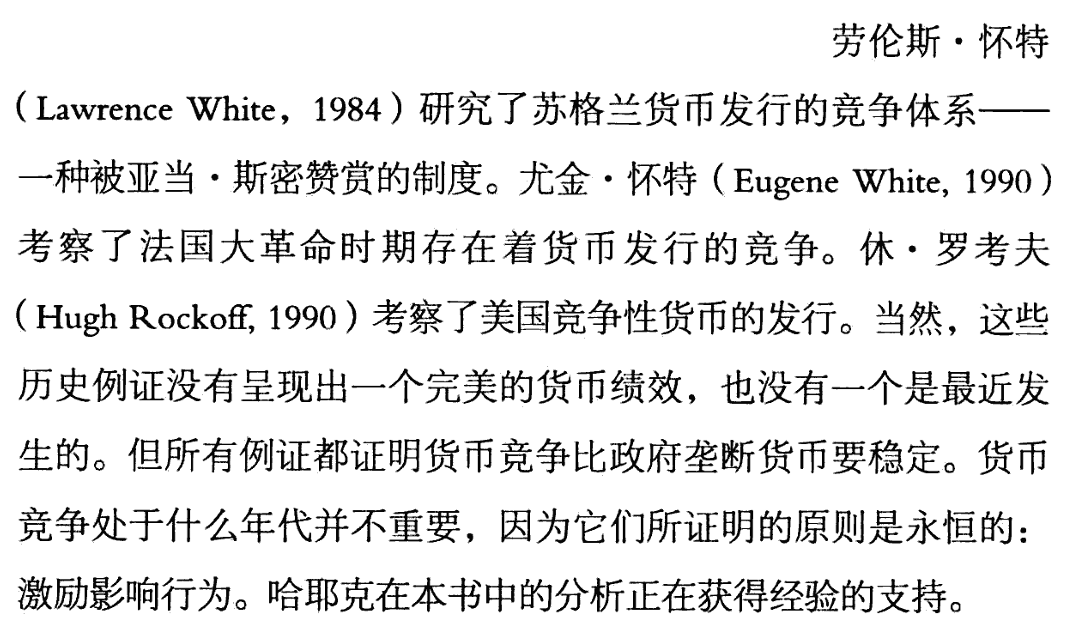 劳伦斯·怀特
（Lawrence White，1984）研究了苏格兰货币发行的竞争体系——
一种被亚当·斯密赞赏的制度。尤金·怀特（Eugene White, 1990）
考察了法国大革命时期存在着货币发行的竞争。休·罗考夫
（Hugh Rockoff, 1990）考察了美国竞争性货币的发行。当然，这些
历史例证没有呈现出一个完美的货币绩效，也没有一个是最近发
生的。但所有例证都证明货币竞争比政府垄断货币要稳定。货币
竞争处于什么年代并不重要，因为它们所证明的原则是永恒的：
激励影响行为。哈耶克在本书中的分析正在获得经验的支持。